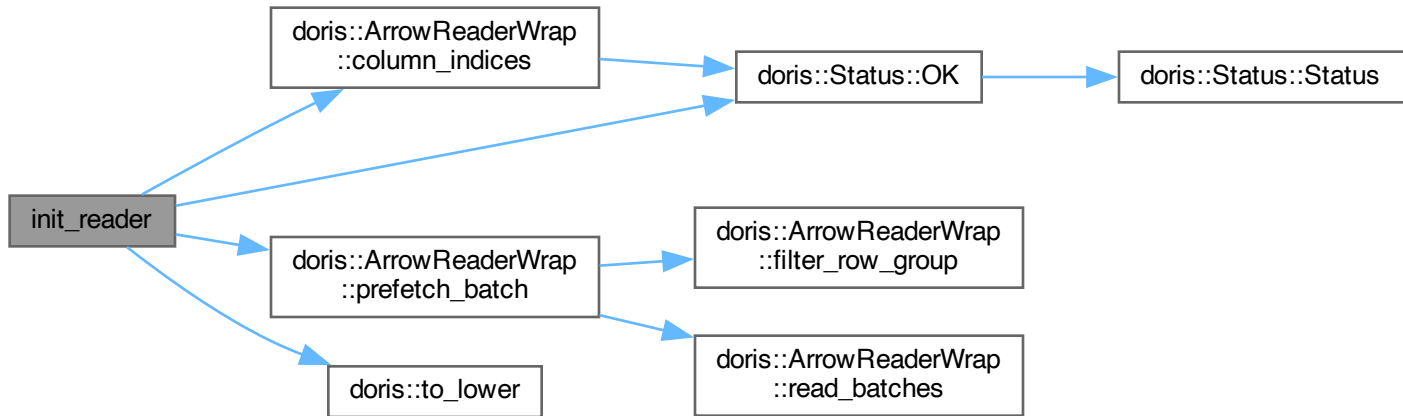 doris::ArrowReaderWrap
::column_indices
doris::Status::OK
doris::Status::Status
init_reader
doris::ArrowReaderWrap
::prefetch_batch
doris::ArrowReaderWrap
::filter_row_group
doris::ArrowReaderWrap
::read_batches
doris::to_lower